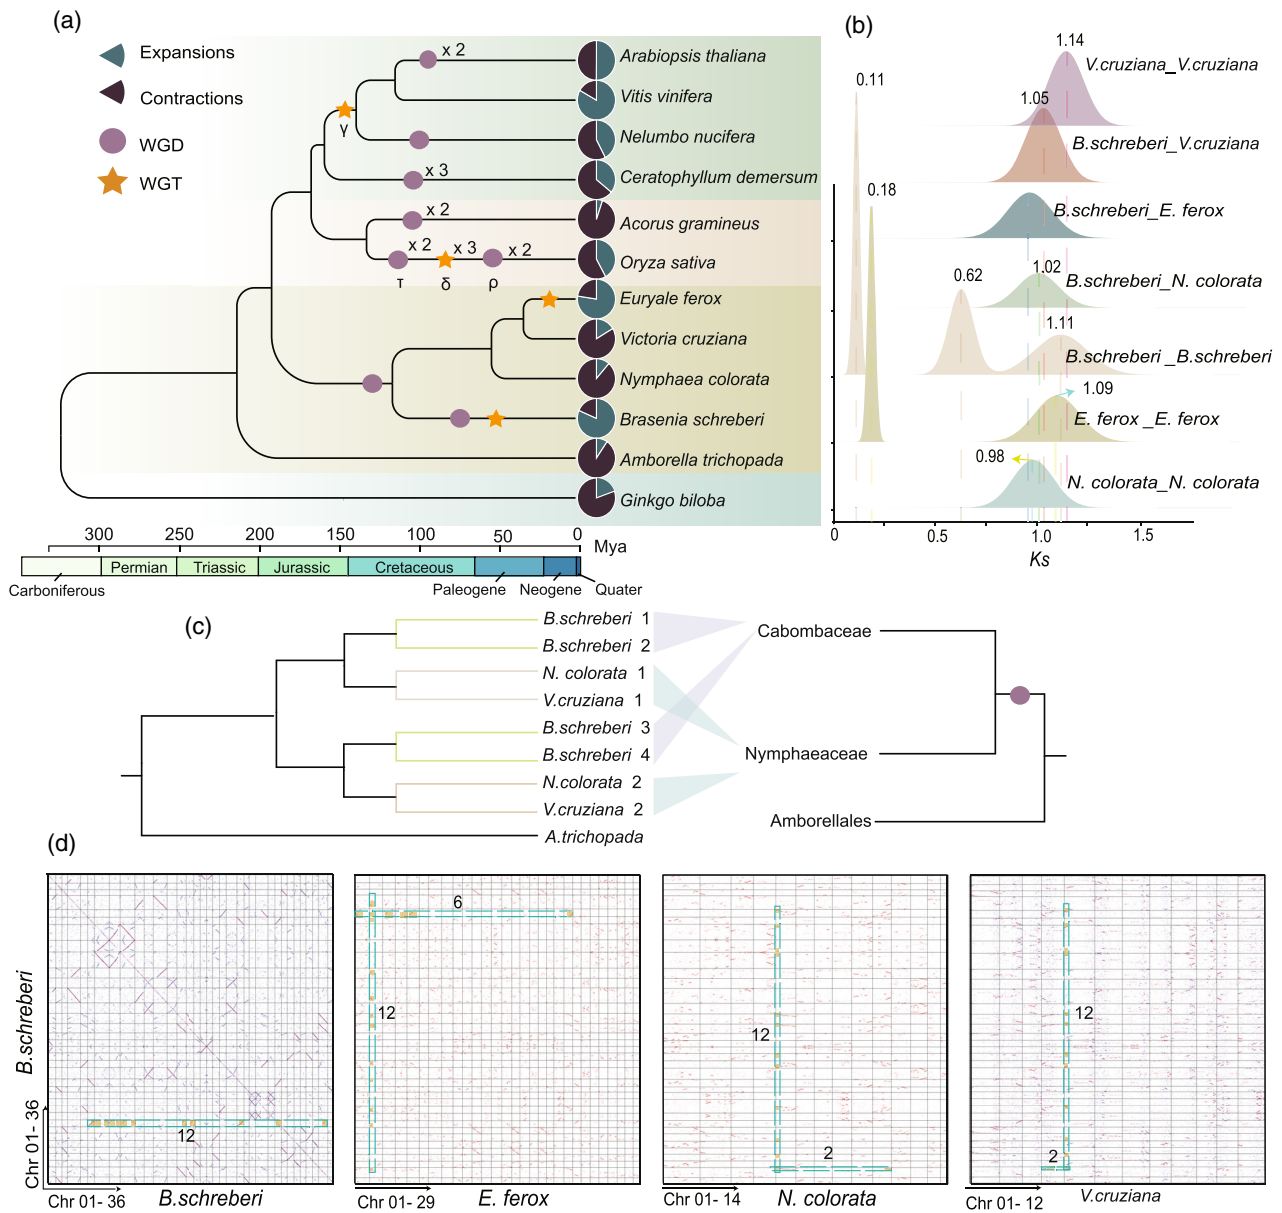 (a)
Expansions
Contractions
WGD
WGT
x 2
γ
x 3
x 2
x 2
x 3
x 2
τ
δ
ρ
Arabiopsis thaliana
Vitis vinifera
Nelumbo nucifera
Ceratophyllum demersum
Acorus gramineus
Oryza sativa
Euryale ferox
Victoria cruziana
Nymphaea colorata
Brasenia schreberi
Amborella trichopada
Ginkgo biloba
300
250
200
150
100
50
0
Mya
Permian
Triassic
Jurassic
Cretaceous
Carboniferous
Paleogene
Neogene
Quater
(b)
1.14
V.cruziana_V.cruziana
0.11
1.05
B.schreberi_V.cruziana
0.18
B.schreberi_E. ferox
0.62
1.02
B.schreberi_N. colorata
1.11
B.schreberi _B.schreberi
1.09
E. ferox _E. ferox
0.98
N. colorata_N. colorata
0
0.5
1.0
1.5
Ks
(c)
B.schreberi 1
B.schreberi 2
N. colorata 1
V.cruziana 1
B.schreberi 3
B.schreberi 4
N.colorata 2
V.cruziana 2
A.trichopada
Cabombaceae
Nymphaeaceae
Amborellales
(d)
B.schreberi
Chr 01- 36
12
Chr 01- 36
B.schreberi
6
12
Chr 01- 29
E. ferox
12
2
Chr 01- 14
N. colorata
12
2
Chr 01- 12
V.cruziana